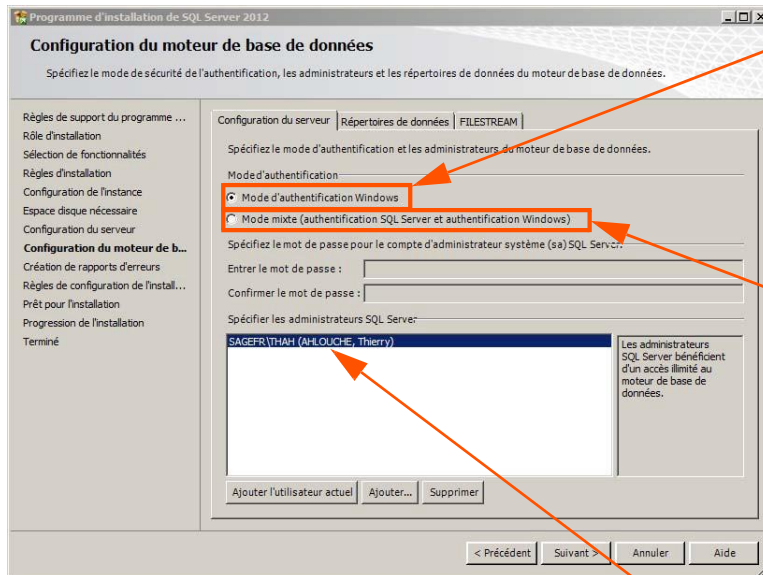 Programme d'installation de SQL Server 2012
Configuration du moteur de base de données
Spécifiez le mode de sécurité de l'authentification, les administrateurs et les répertoires de données du moteur de base de données.
Règles de support du programme ...
Rôle d'installation
Sélection de fonctionnalités
Règles d'installation
Configuration de l'instance
Espace disque nécessaire
Configuration du serveur
Configuration du moteur de b...
Création de rapports d'erreurs
Règles de configuration de l'install...
Prêt pour l'installation
Progression de l'installation
Terminé
Configuration du serveur
Répertoires de données
FILESTREAM
Spécifiez le mode d'authentification et les administrateurs du moteur de base de données.
Mode d'authentification
Mode d'authentification Windows
Mode mixte (authentification SQL Server et authentification Windows)
Spécifiez le mot de passe pour le compte d'administrateur système (sa) SQL Server.
Entrer le mot de passe :
Confirmer le mot de passe :
Spécifier les administrateurs SQL Server
SAGEFR\THAH (AHLOUCHE, Thierry)
Les administrateurs
SQL Server bénéficient
d'un accès illimité au
moteur de base de
données.
Ajouter l'utilisateur actuel
Ajouter...
Supprimer
< Précédent
Suivant >
Annuler
Aide